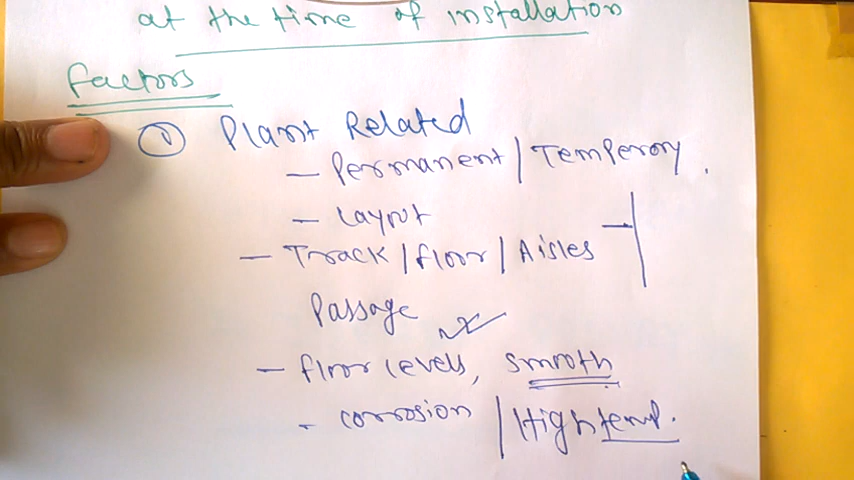 at the time of installation
Factors
① Plant Related
- Permanent / Temperory.
- Layout
- Track / floor / Aisles
Passage
- floor levels, smooth
- corrosion / High temp.